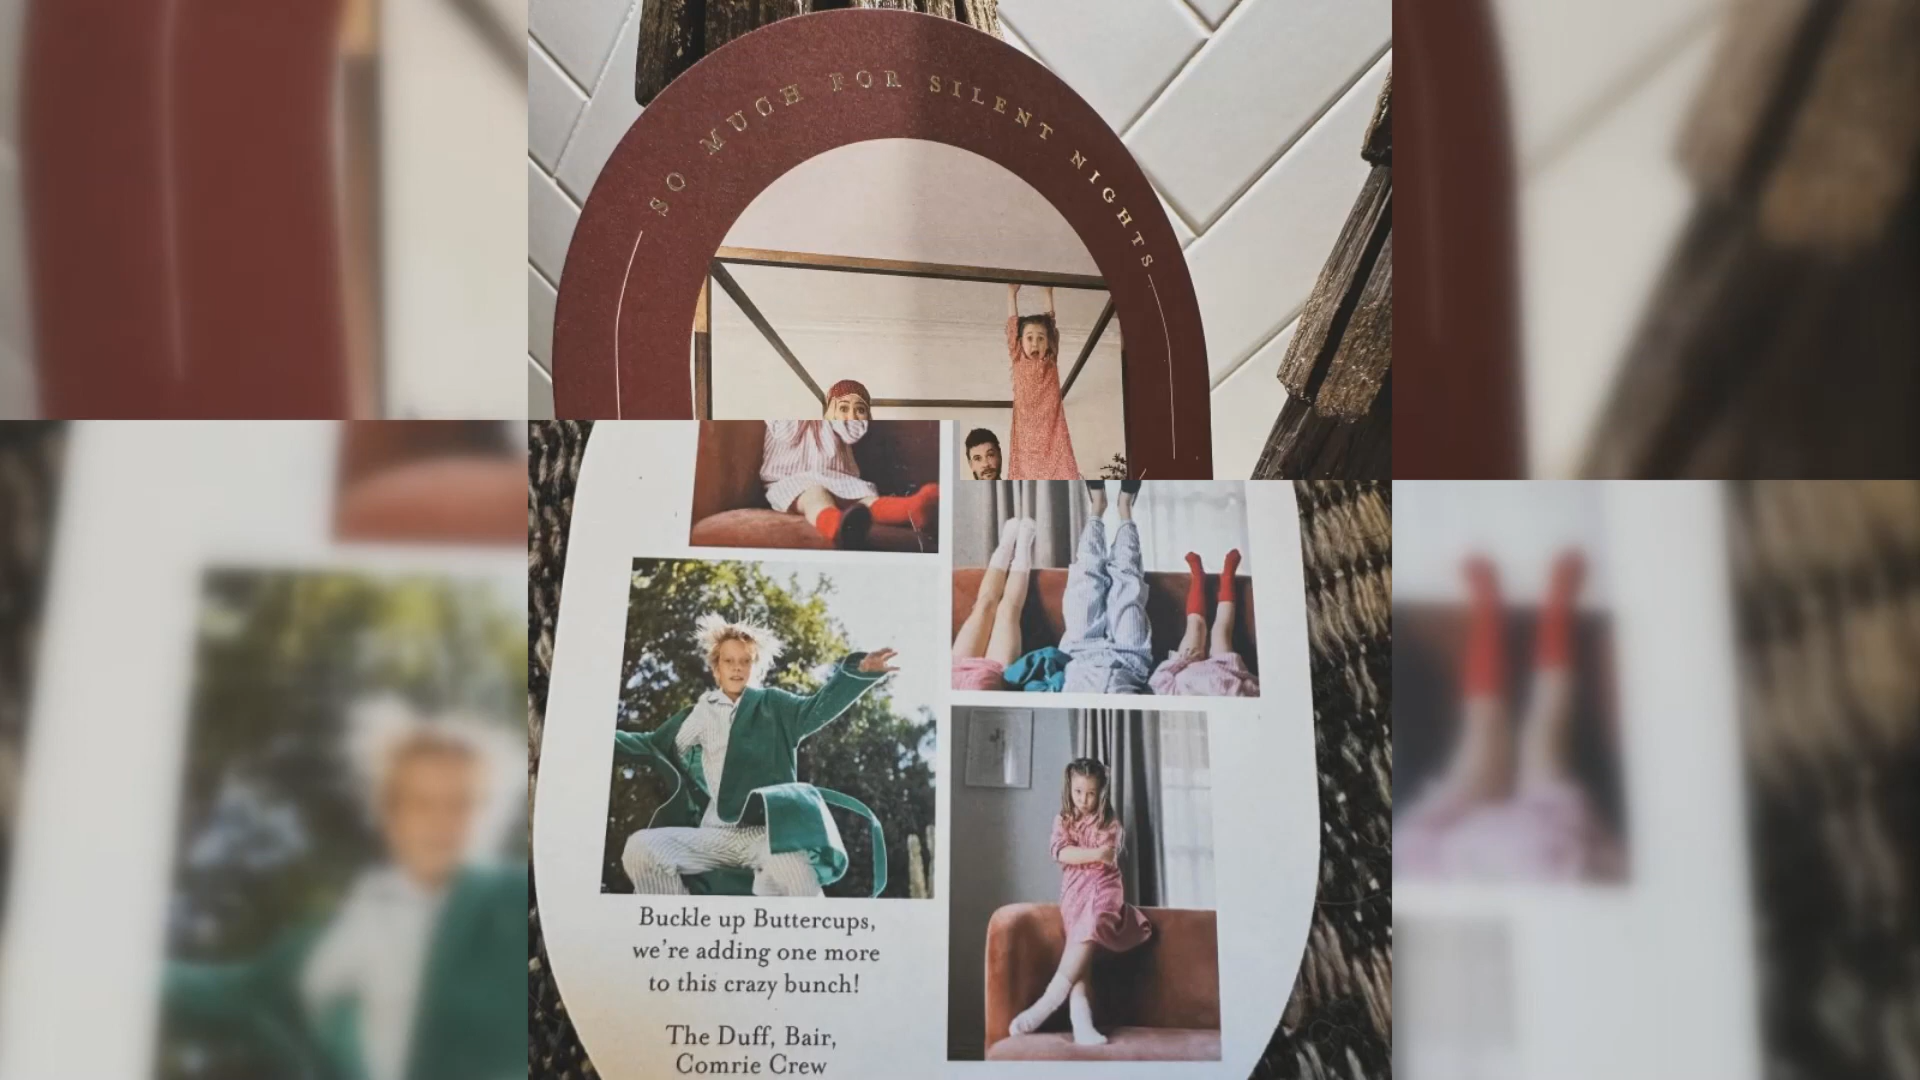 SO MUCH FOR SILENT NIGHTS
Buckle up Buttercups,
we're adding one more
to this crazy bunch!
The Duff, Bair,
Comrie Crew